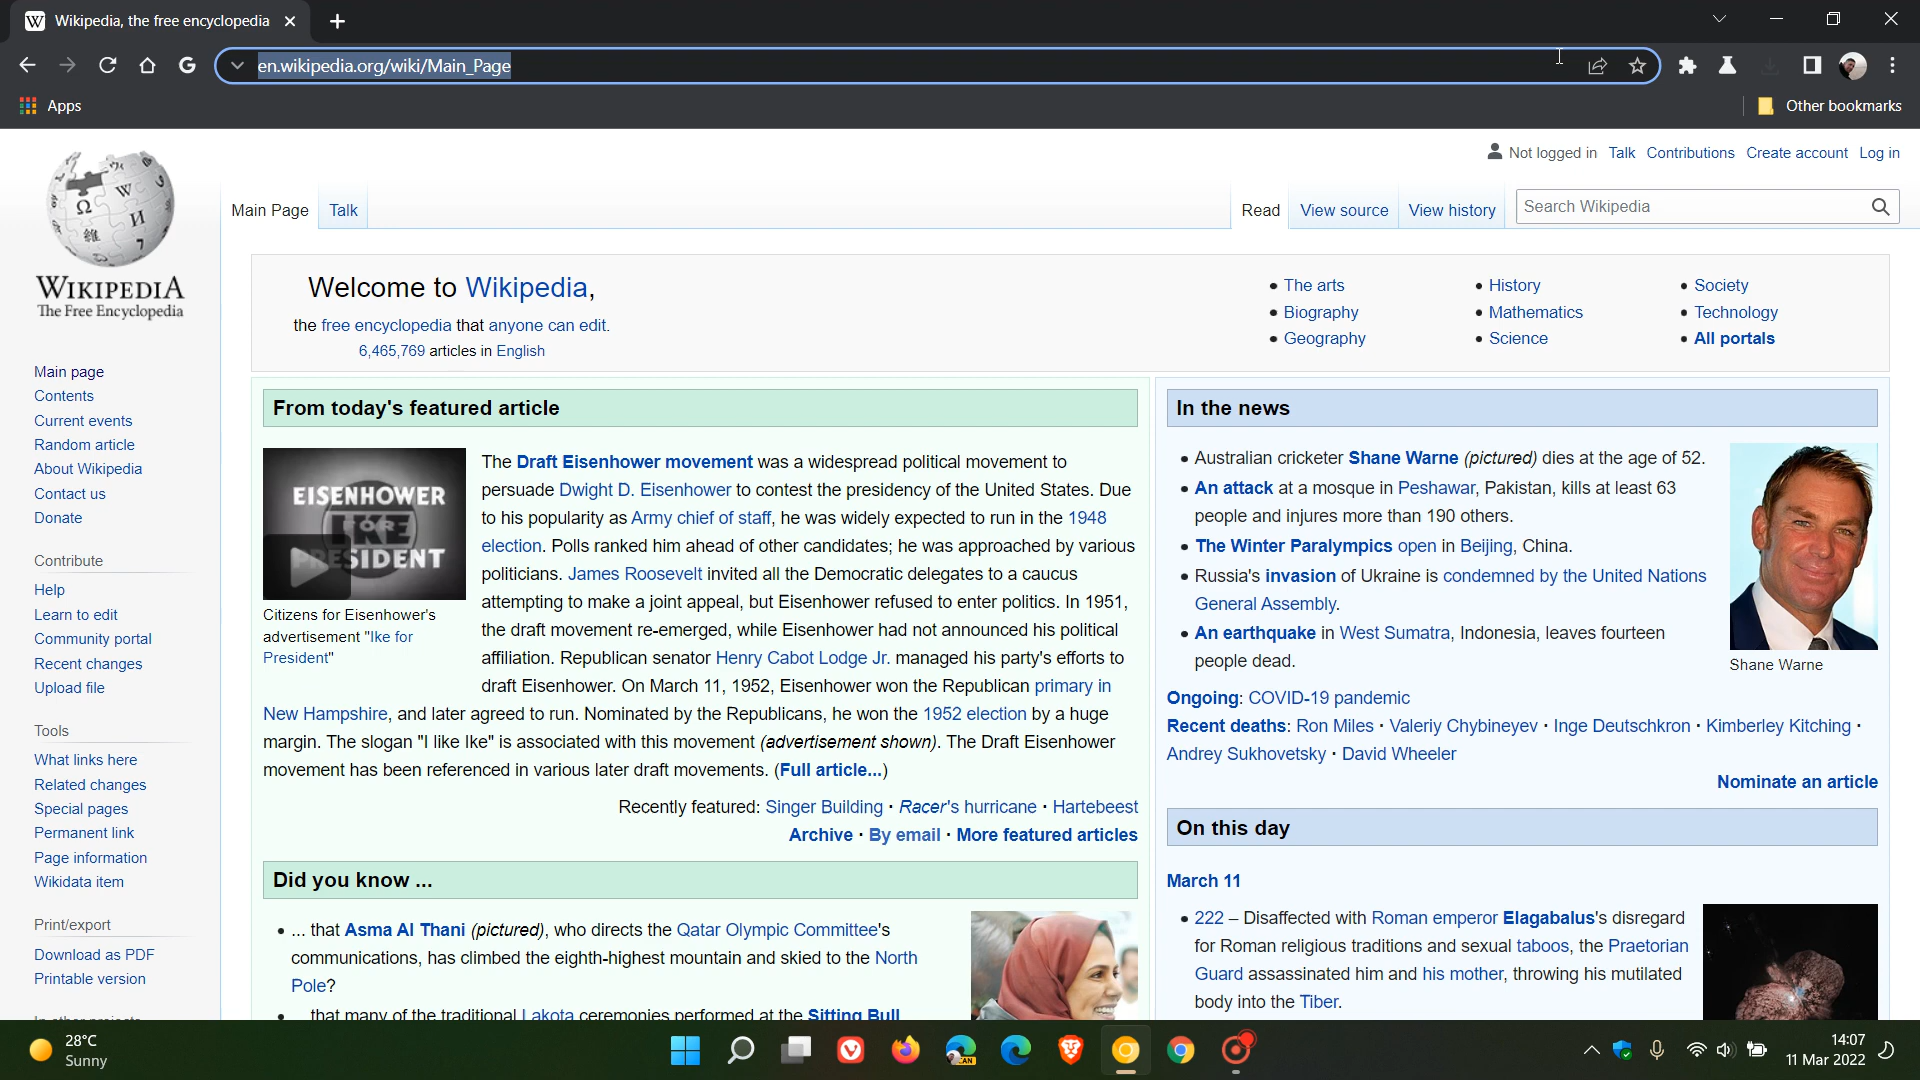 Wikipedia, the free encyclopedia
en.wikipedia.org/wiki/Main_Page
Apps
Other bookmarks
Not logged in Talk Contributions Create account Log in
Main Page Talk
Read View source View history
Search Wikipedia
WIKIPEDIA
The Free Encyclopedia
Main page
Contents
Current events
Random article
About Wikipedia
Contact us
Donate
Contribute
Help
Learn to edit
Community portal
Recent changes
Upload file
Tools
What links here
Related changes
Special pages
Permanent link
Page information
Wikidata item
Print/export
Download as PDF
Printable version
In other projects
Welcome to Wikipedia,
the free encyclopedia that anyone can edit.
6,465,769 articles in English
• The arts
• Biography
• Geography
• History
• Mathematics
• Science
• Society
• Technology
• All portals
From today's featured article
EISENHOWER
FOR
IKE
PRESIDENT
Citizens for Eisenhower's
advertisement "Ike for
President"
The Draft Eisenhower movement was a widespread political movement to
persuade Dwight D. Eisenhower to contest the presidency of the United States. Due
to his popularity as Army chief of staff, he was widely expected to run in the 1948
election. Polls ranked him ahead of other candidates; he was approached by various
politicians. James Roosevelt invited all the Democratic delegates to a caucus
attempting to make a joint appeal, but Eisenhower refused to enter politics. In 1951,
the draft movement re-emerged, while Eisenhower had not announced his political
affiliation. Republican senator Henry Cabot Lodge Jr. managed his party's efforts to
draft Eisenhower. On March 11, 1952, Eisenhower won the Republican primary in
New Hampshire, and later agreed to run. Nominated by the Republicans, he won the 1952 election by a huge
margin. The slogan "I like Ike" is associated with this movement (advertisement shown). The Draft Eisenhower
movement has been referenced in various later draft movements. (Full article...)
Recently featured: Singer Building · Racer's hurricane · Hartebeest
Archive · By email · More featured articles
Did you know ...
• ... that Asma Al Thani (pictured), who directs the Qatar Olympic Committee's
communications, has climbed the eighth-highest mountain and skied to the North
Pole?
• ... that many of the traditional Lakota ceremonies performed at the Sitting Bull
In the news
• Australian cricketer Shane Warne (pictured) dies at the age of 52.
• An attack at a mosque in Peshawar, Pakistan, kills at least 63
people and injures more than 190 others.
• The Winter Paralympics open in Beijing, China.
• Russia's invasion of Ukraine is condemned by the United Nations
General Assembly.
• An earthquake in West Sumatra, Indonesia, leaves fourteen
people dead.
Shane Warne
Ongoing: COVID-19 pandemic
Recent deaths: Ron Miles · Valeriy Chybineyev · Inge Deutschkron · Kimberley Kitching ·
Andrey Sukhovetsky · David Wheeler
Nominate an article
On this day
March 11
• 222 – Disaffected with Roman emperor Elagabalus's disregard
for Roman religious traditions and sexual taboos, the Praetorian
Guard assassinated him and his mother, throwing his mutilated
body into the Tiber.
28°C
Sunny
14:07
11 Mar 2022